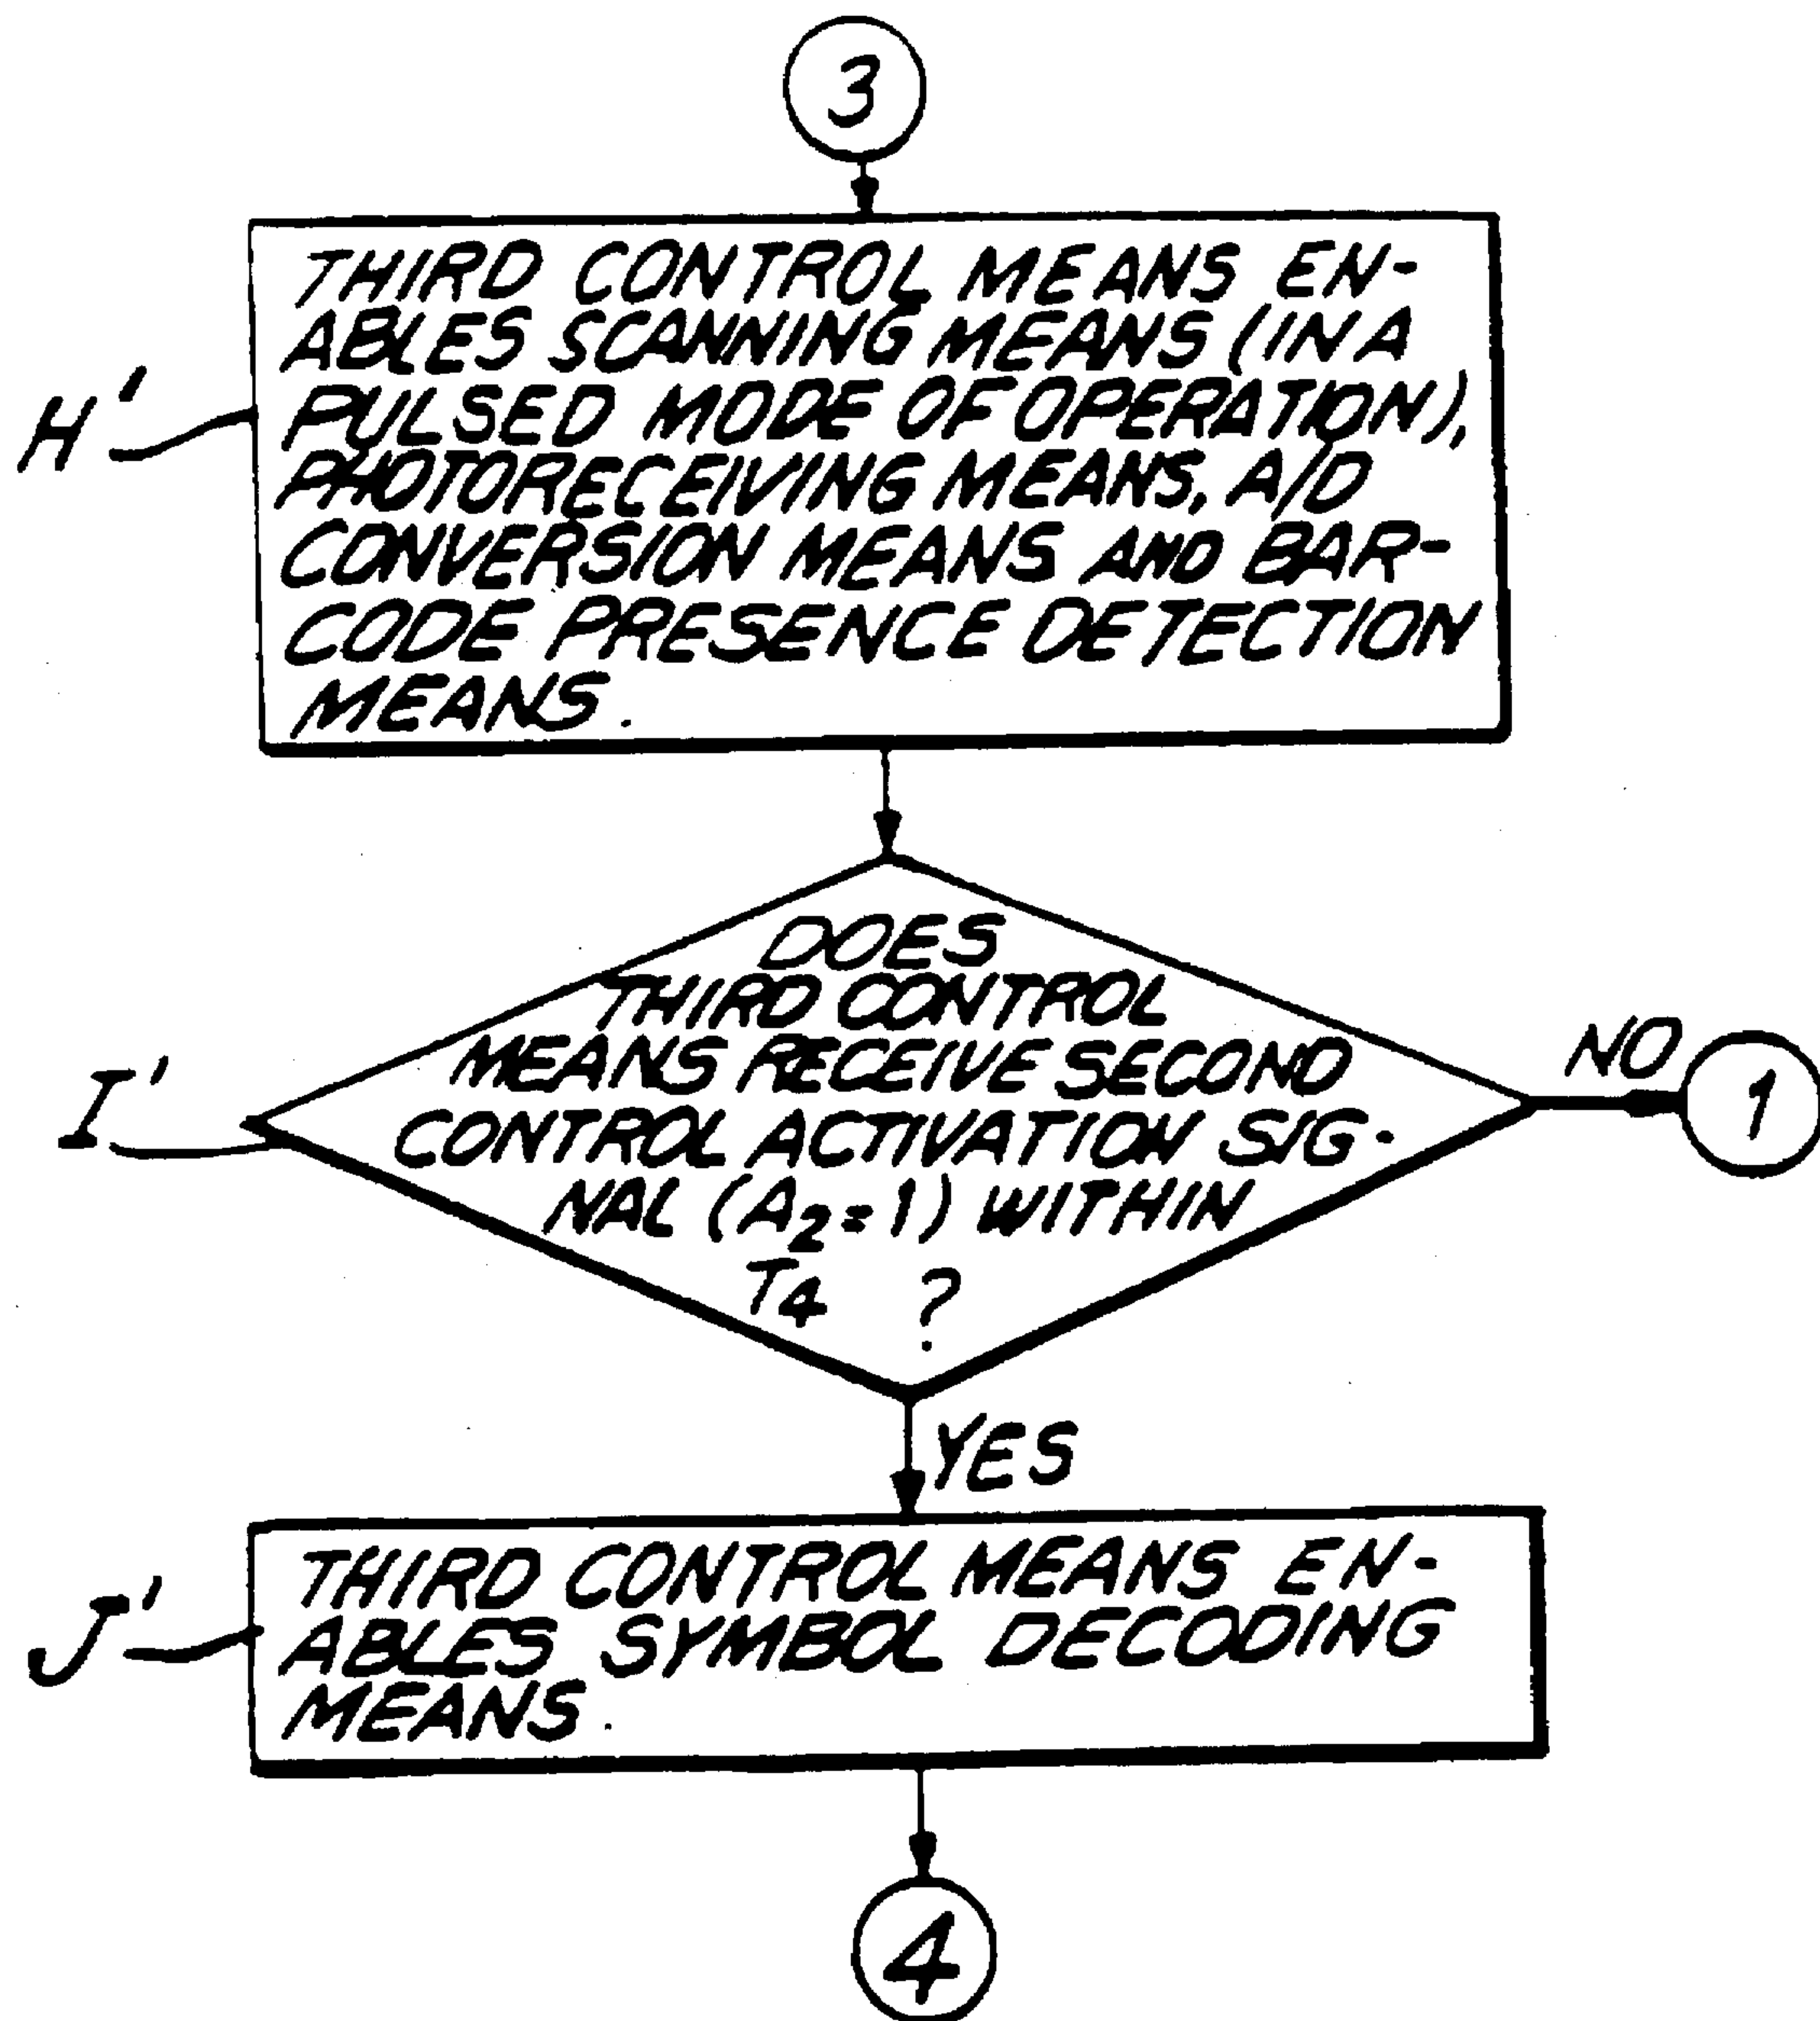 3
THIRD CONTROL MEANS EN-
ABLES SCANNING MEANS (IN A
PULSED MODE OF OPERATION),
PHOTORECEIVING MEANS, A/D
CONVERSION MEANS AND BAR-
CODE PRESENCE DETECTION
MEANS.
H'
DOES
THIRD CONTROL
MEANS RECEIVE SECOND
CONTROL ACTIVATION SIG-
NAL (A2=1) WITHIN
T4 ?
I'
NO
1
YES
THIRD CONTROL MEANS EN-
ABLES SYMBOL DECODING
MEANS.
J'
4